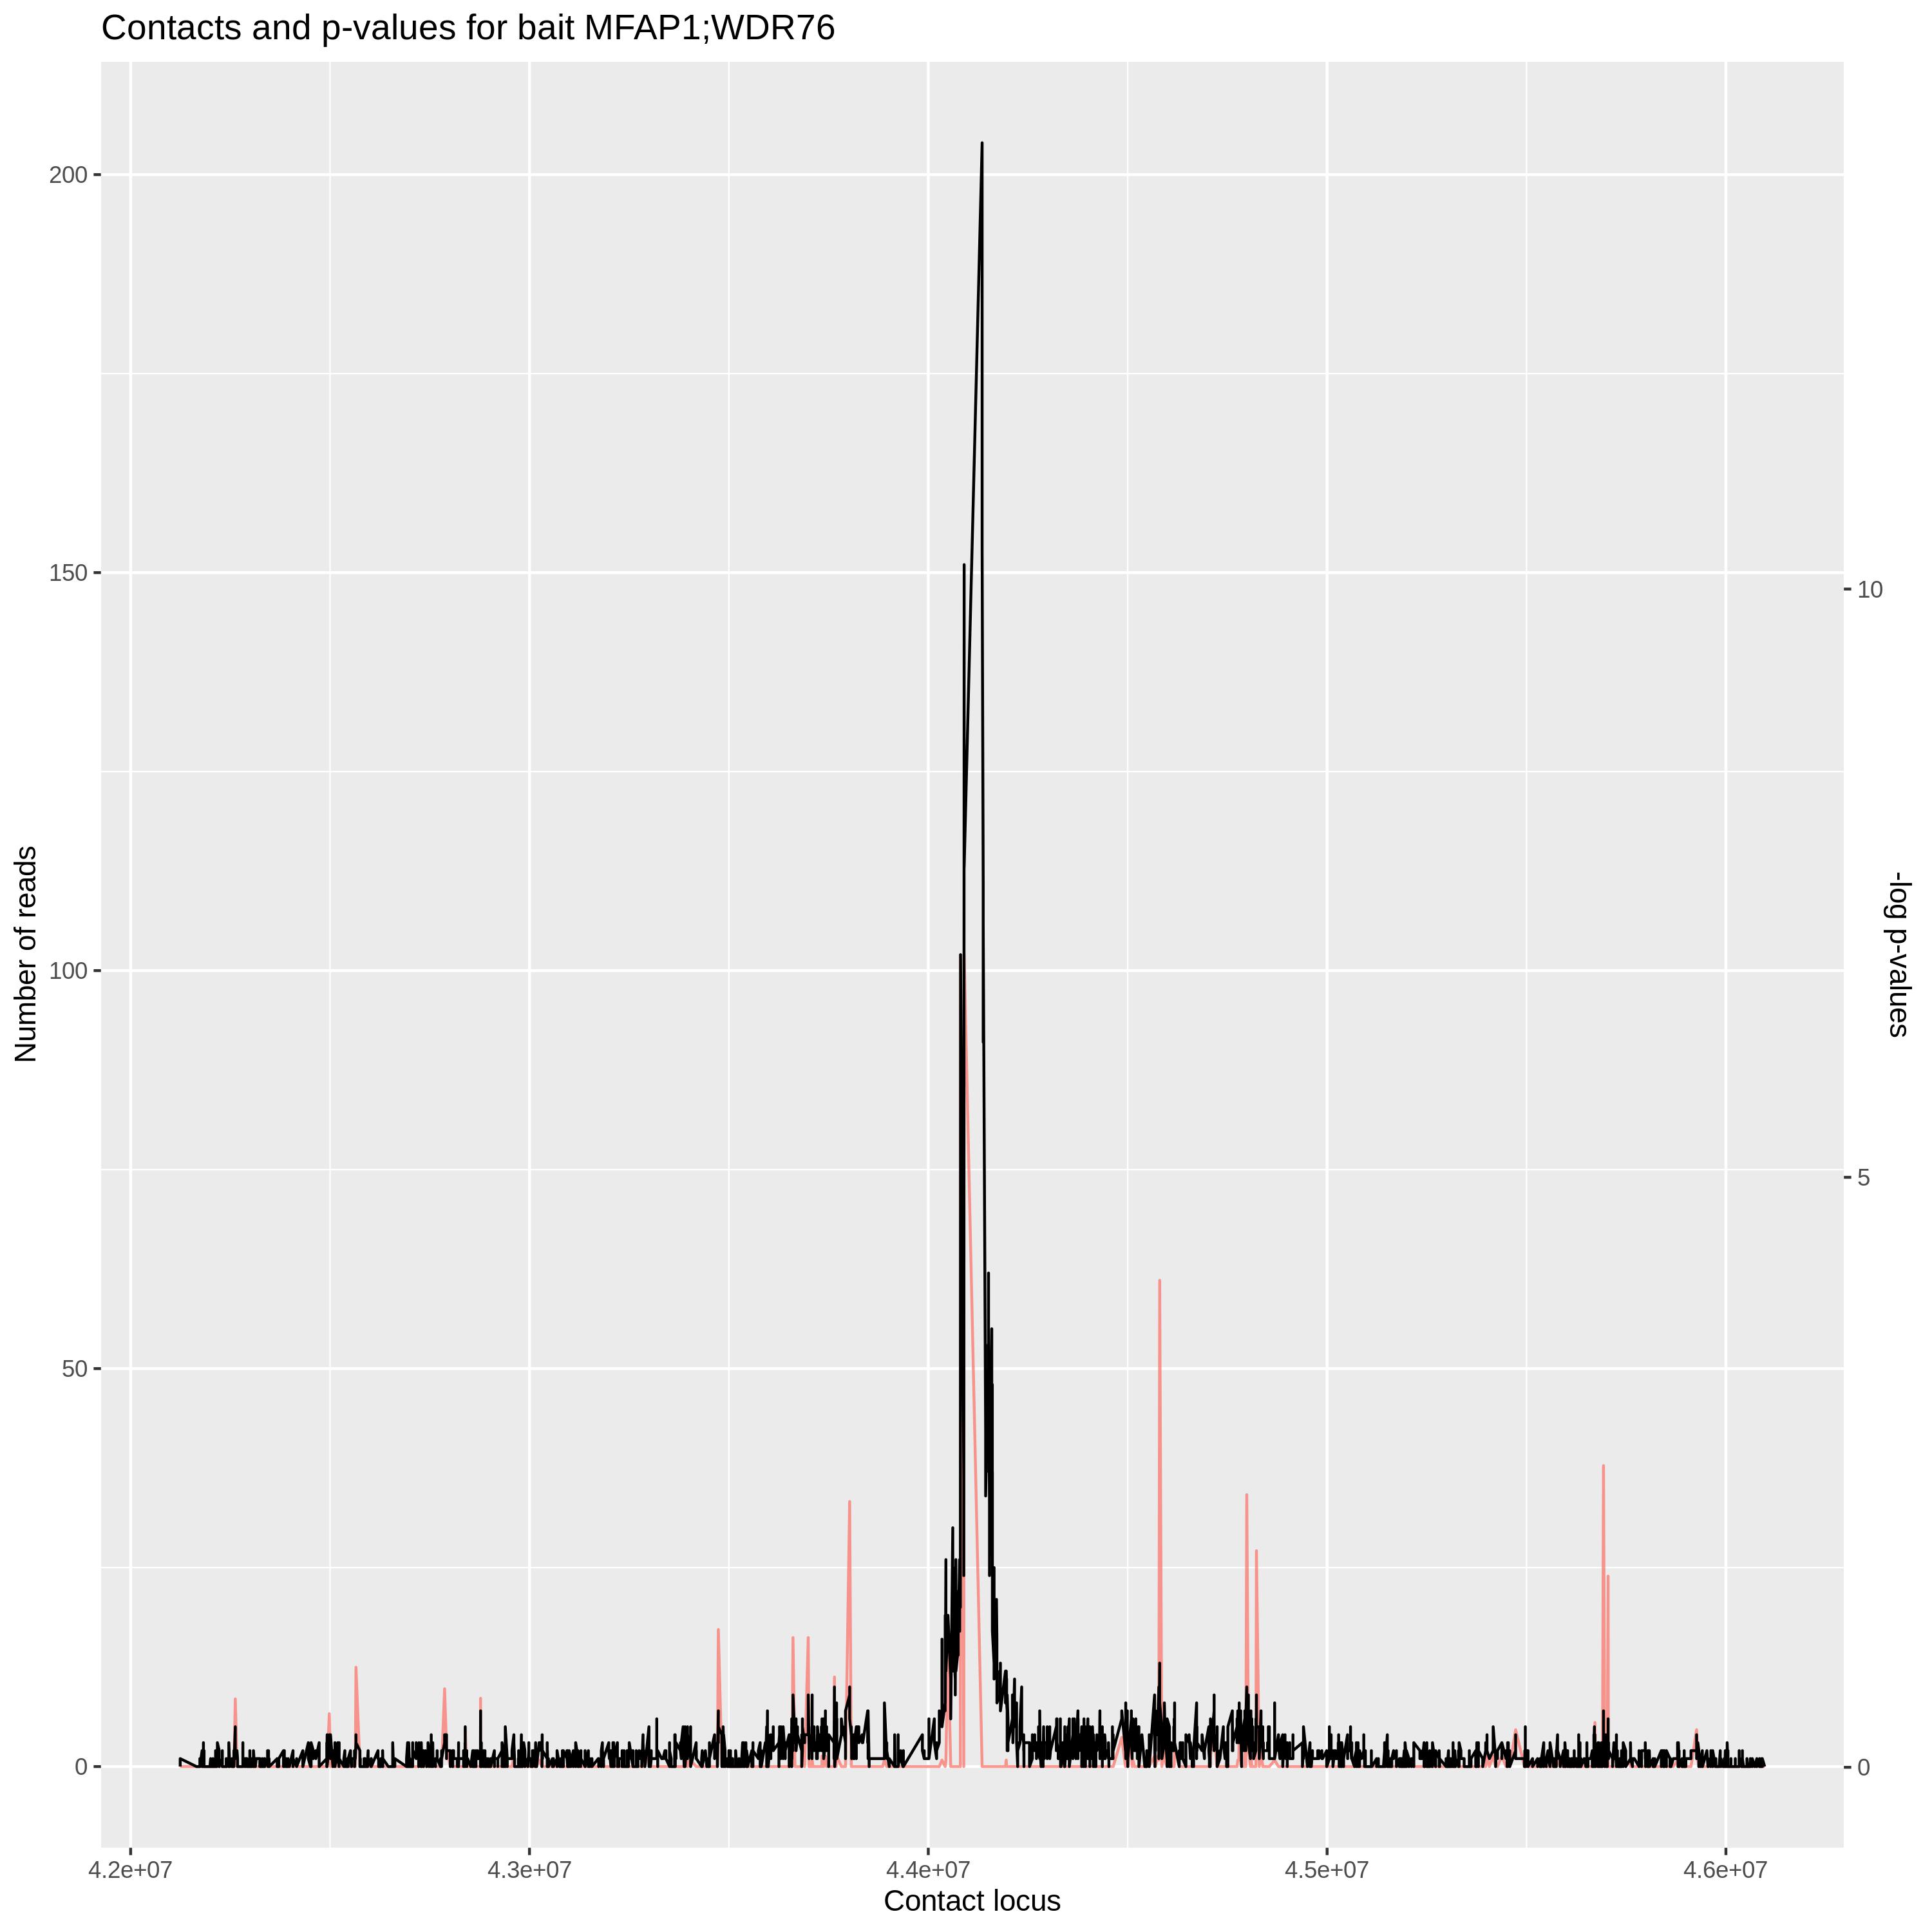 Contacts and p-values for bait MFAP1;WDR76
200
150
100
50
0
Number of reads
10
5
0
-log p-values
4.2e+07
4.3e+07
4.4e+07
4.5e+07
4.6e+07
Contact locus